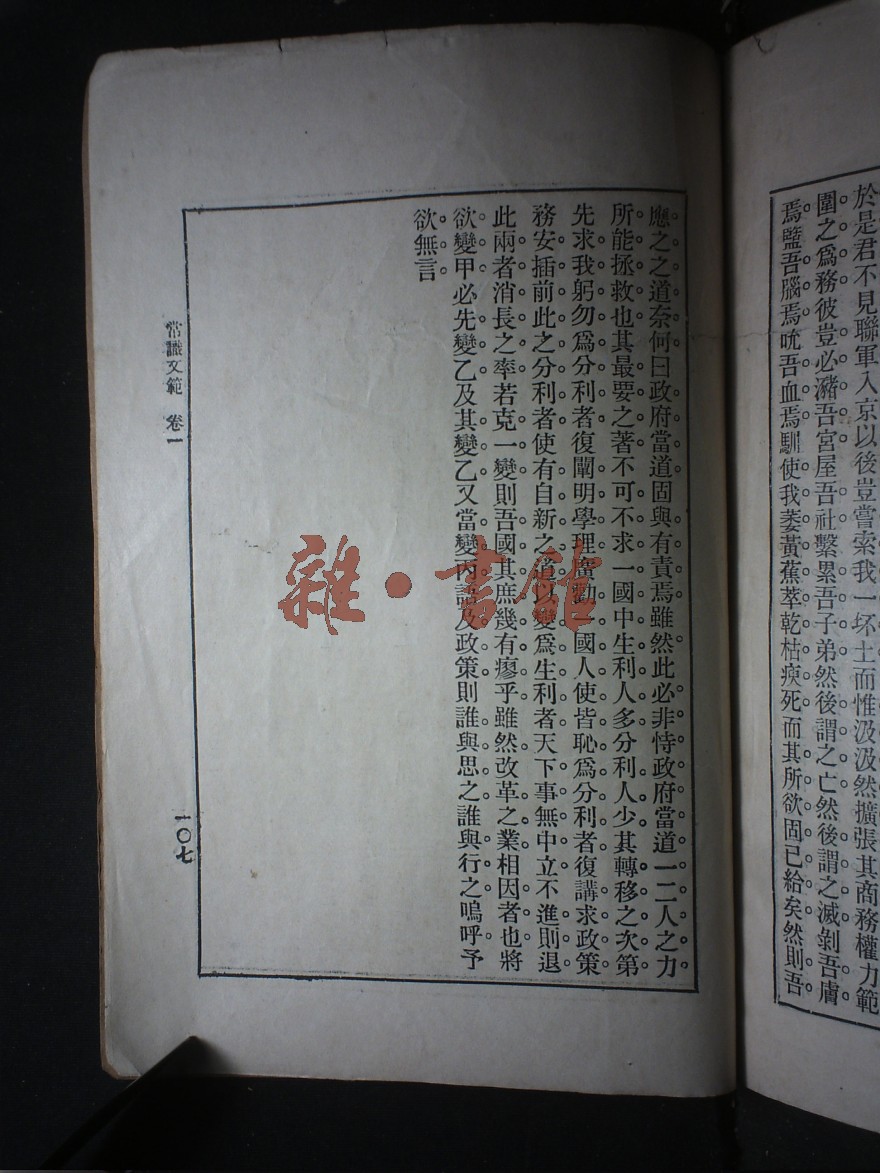 於是君不見聯軍入京以後豈嘗索我一坏土而惟汲汲然擴張其商務權力範
圍之爲務彼豈必瀦吾宮屋吾社繫累吾子弟然後謂之亡然後謂之滅剝吾膚
焉盬吾腦焉吮吾血焉馴使我萎黃蕉萃乾枯瘐死而其所欲固已給矣然則吾
應之之道奈何曰政府當道固與有責焉雖然此必非恃政府當道一二人之力
所能拯救也其最要之著不可不求一國中生利人多分利人少其轉移之次第
先求我躬勿爲分利者復闡明學理廣勸一國人使皆恥爲分利者復講求政策
務安插前此之分利者使有自新之道以變爲生利者天下事無中立不進則退
此兩者消長之率若克一變則吾國其庶幾有瘳乎雖然改革之業相因者也將
欲變甲必先變乙及其變乙又當變丙語及政策則誰與思之誰與行之嗚呼予
欲無言
常識文範 卷一
一〇七
雜·書館